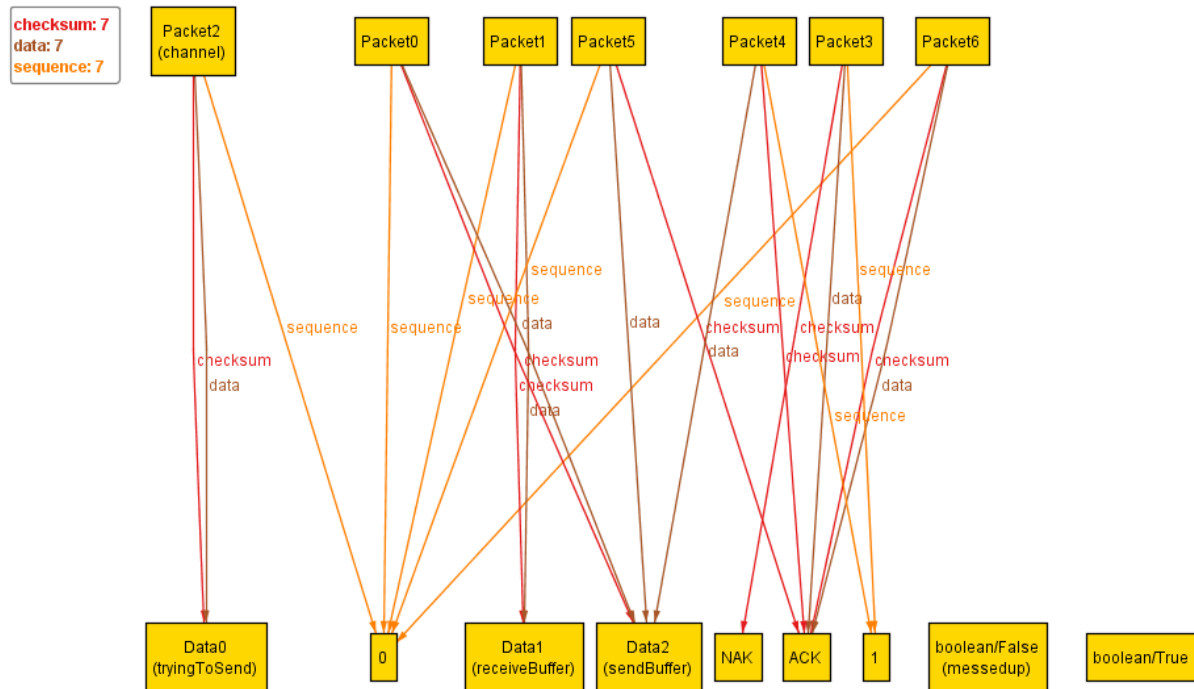 checksum: 7
data: 7
sequence: 7
Packet2
(channel)
Packet0
Packet1
Packet5
Packet4
Packet3
Packet6
sequence
sequence
data
sequence
sequence
sequence
sequence
data
data
checksum
checksum
data
checksum
checksum
checksum
checksum
data
checksum
data
data
sequence
Data0
(tryingToSend)
0
Data1
(receiveBuffer)
Data2
(sendBuffer)
NAK
ACK
1
boolean/False
(messedup)
boolean/True